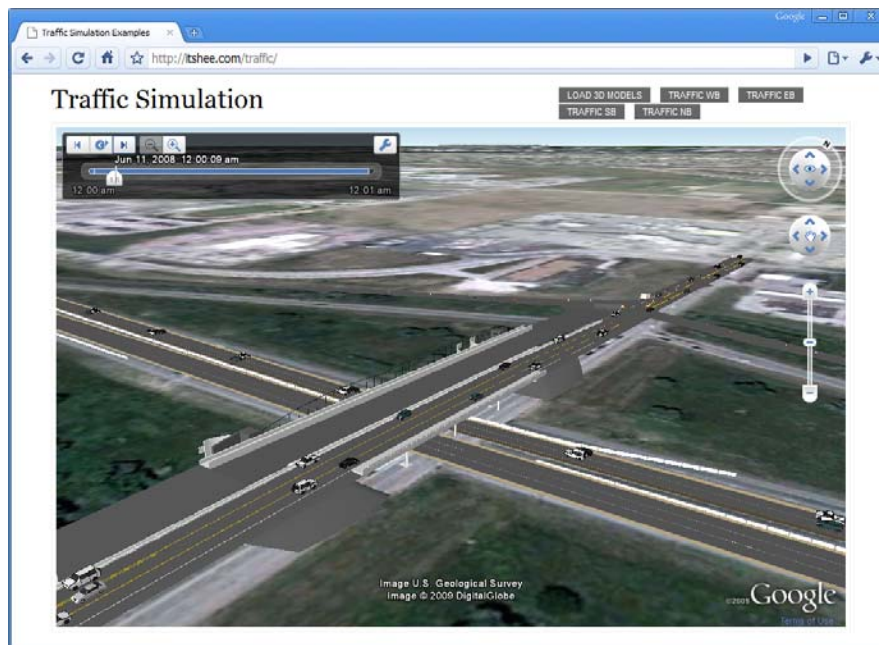 Google
Traffic Simulation Examples
http://itshee.com/traffic/
Traffic Simulation
LOAD 3D MODELS TRAFFIC WB TRAFFIC EB
TRAFFIC SB TRAFFIC NB
Jun 11, 2008 12:00:09 am
12:00 am 12:01 am
N
Image U.S. Geological Survey
Image © 2009 DigitalGlobe
©2009 Google
Terms of Use